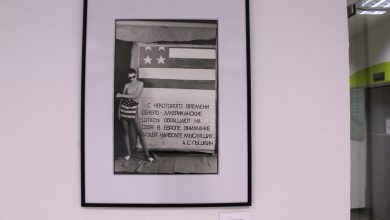 С НЕКОТОРОГО ВРЕМЕНИ
СЕВЕРО-АМЕРИКАНСКИЕ
ШТАТЫ ОБРАЩАЮТ НА
СЕБЯ В ЕВРОПЕ ВНИМАНИЕ
ЛЮДЕЙ НАИБОЛЕЕ МЫСЛЯЩИХ.
А.С. ПУШКИН